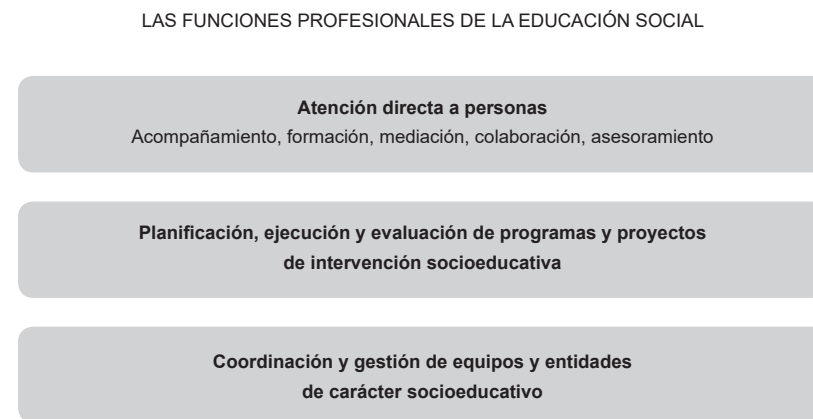 LAS FUNCIONES PROFESIONALES DE LA EDUCACIÓN SOCIAL
Atención directa a personas
Acompañamiento, formación, mediación, colaboración, asesoramiento
Planificación, ejecución y evaluación de programas y proyectos
de intervención socioeducativa
Coordinación y gestión de equipos y entidades
de carácter socioeducativo